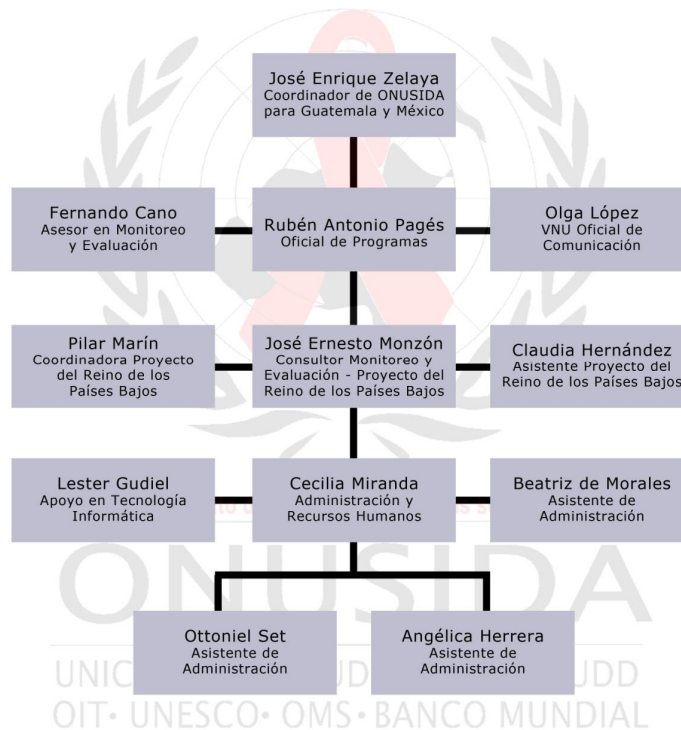 José Enrique Zelaya
Coordinador de ONUSIDA
para Guatemala y México
Fernando Cano
Asesor en Monitoreo
y Evaluación
Rubén Antonio Pagés
Oficial de Programas
Olga López
VNU Oficial de
Comunicación
Pilar Marín
Coordinadora Proyecto
del Reino de los
Países Bajos
José Ernesto Monzón
Consultor Monitoreo y
Evaluación - Proyecto del
Reino de los Países Bajos
Claudia Hernández
Asistente Proyecto del
Reino de los Países Bajos
Lester Gudiel
Apoyo en Tecnología
Informática
Cecilia Miranda
Administración y
Recursos Humanos
Beatriz de Morales
Asistente de
Administración
Ottoniel Set
Asistente de
Administración
Angélica Herrera
Asistente de
Administración
ONUSIDA
OIT• UNESCO• OMS• BANCO MUNDIAL